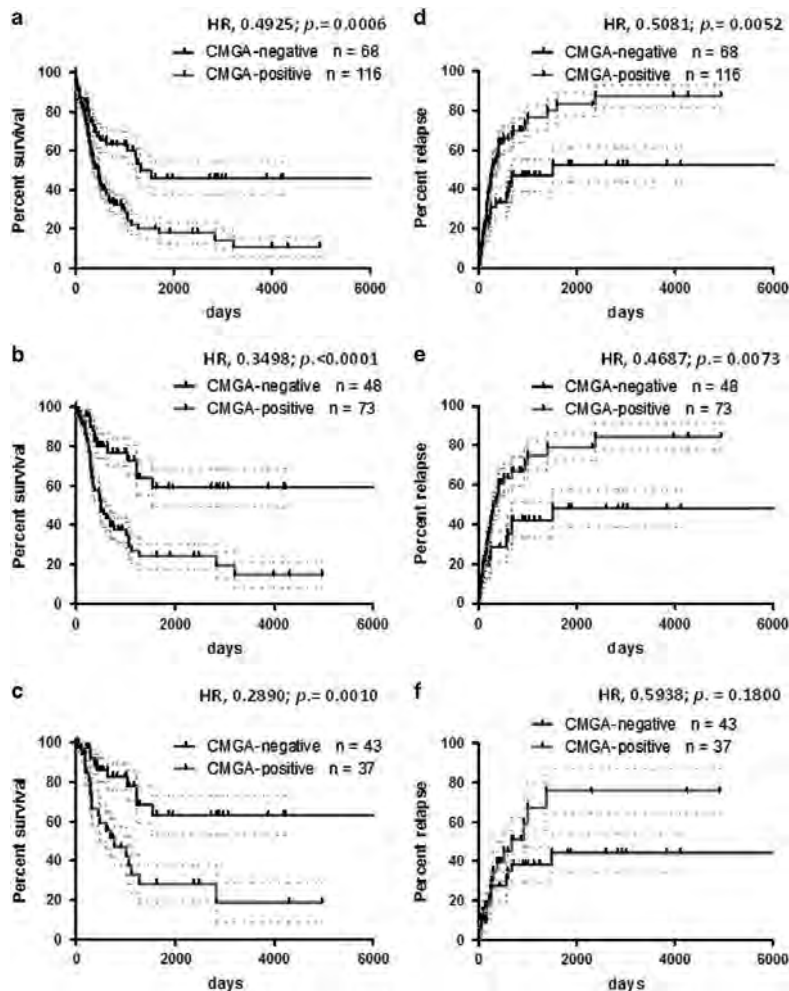 a
HR, 0.4925; p.= 0.0006
CMGA-negative n = 68
CMGA-positive n = 116
Percent survival
100
80
60
40
20
0
0 2000 4000 6000
days
d
HR, 0.5081; p.= 0.0052
CMGA-negative n = 68
CMGA-positive n = 116
Percent relapse
100
80
60
40
20
0
0 2000 4000 6000
days
b
HR, 0.3498; p.<0.0001
CMGA-negative n = 48
CMGA-positive n = 73
Percent survival
100
80
60
40
20
0
0 2000 4000 6000
days
e
HR, 0.4687; p.= 0.0073
CMGA-negative n = 48
CMGA-positive n = 73
Percent relapse
100
80
60
40
20
0
0 2000 4000 6000
days
c
HR, 0.2890; p.= 0.0010
CMGA-negative n = 43
CMGA-positive n = 37
Percent survival
100
80
60
40
20
0
0 2000 4000 6000
days
f
HR, 0.5938; p. = 0.1800
CMGA-negative n = 43
CMGA-positive n = 37
Percent relapse
100
80
60
40
20
0
0 2000 4000 6000
days